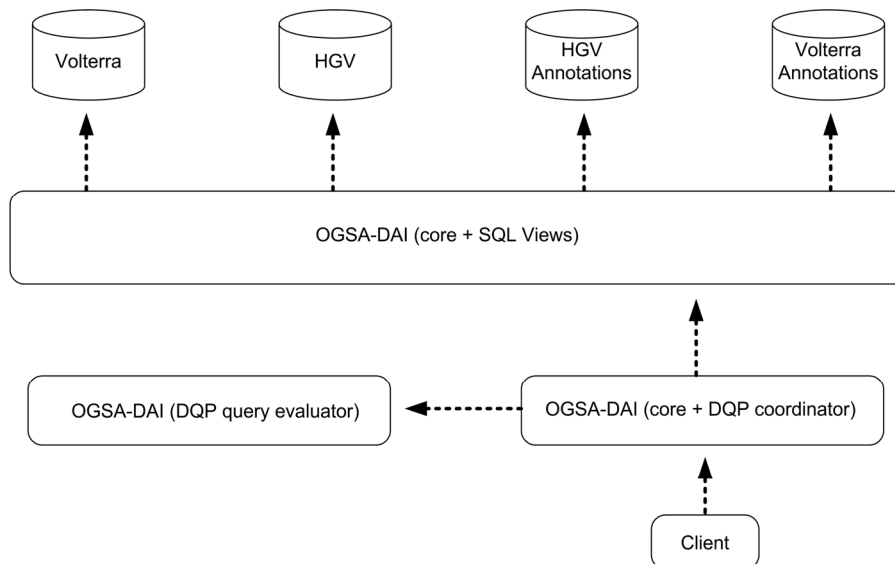 Volterra
HGV
HGV
Annotations
Volterra
Annotations
OGSA-DAI (core + SQL Views)
OGSA-DAI (DQP query evaluator)
OGSA-DAI (core + DQP coordinator)
Client